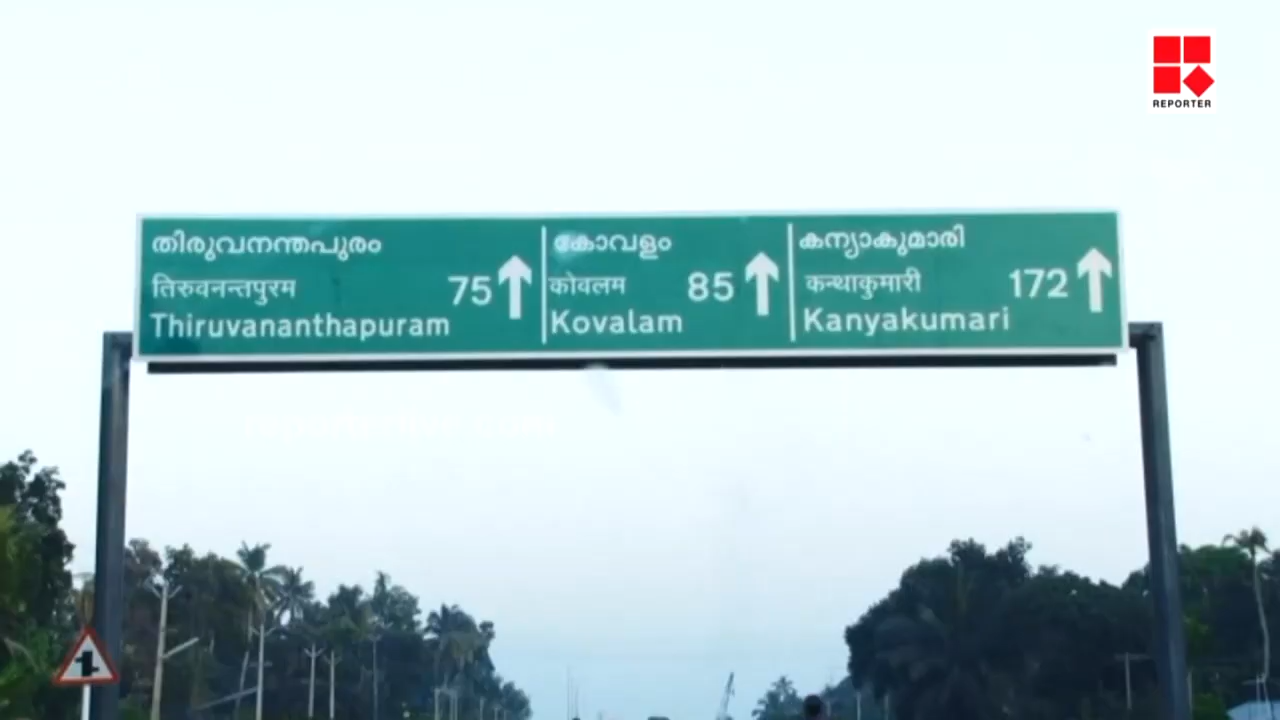 REPORTER
തിരുവനന്തപുരം
तिरुवनन्तपुरम
Thiruvananthapuram
75
കോവളം
कोवलम
Kovalam
85
കന്യാകുമാരി
कन्थाकुमारी
Kanyakumari
172